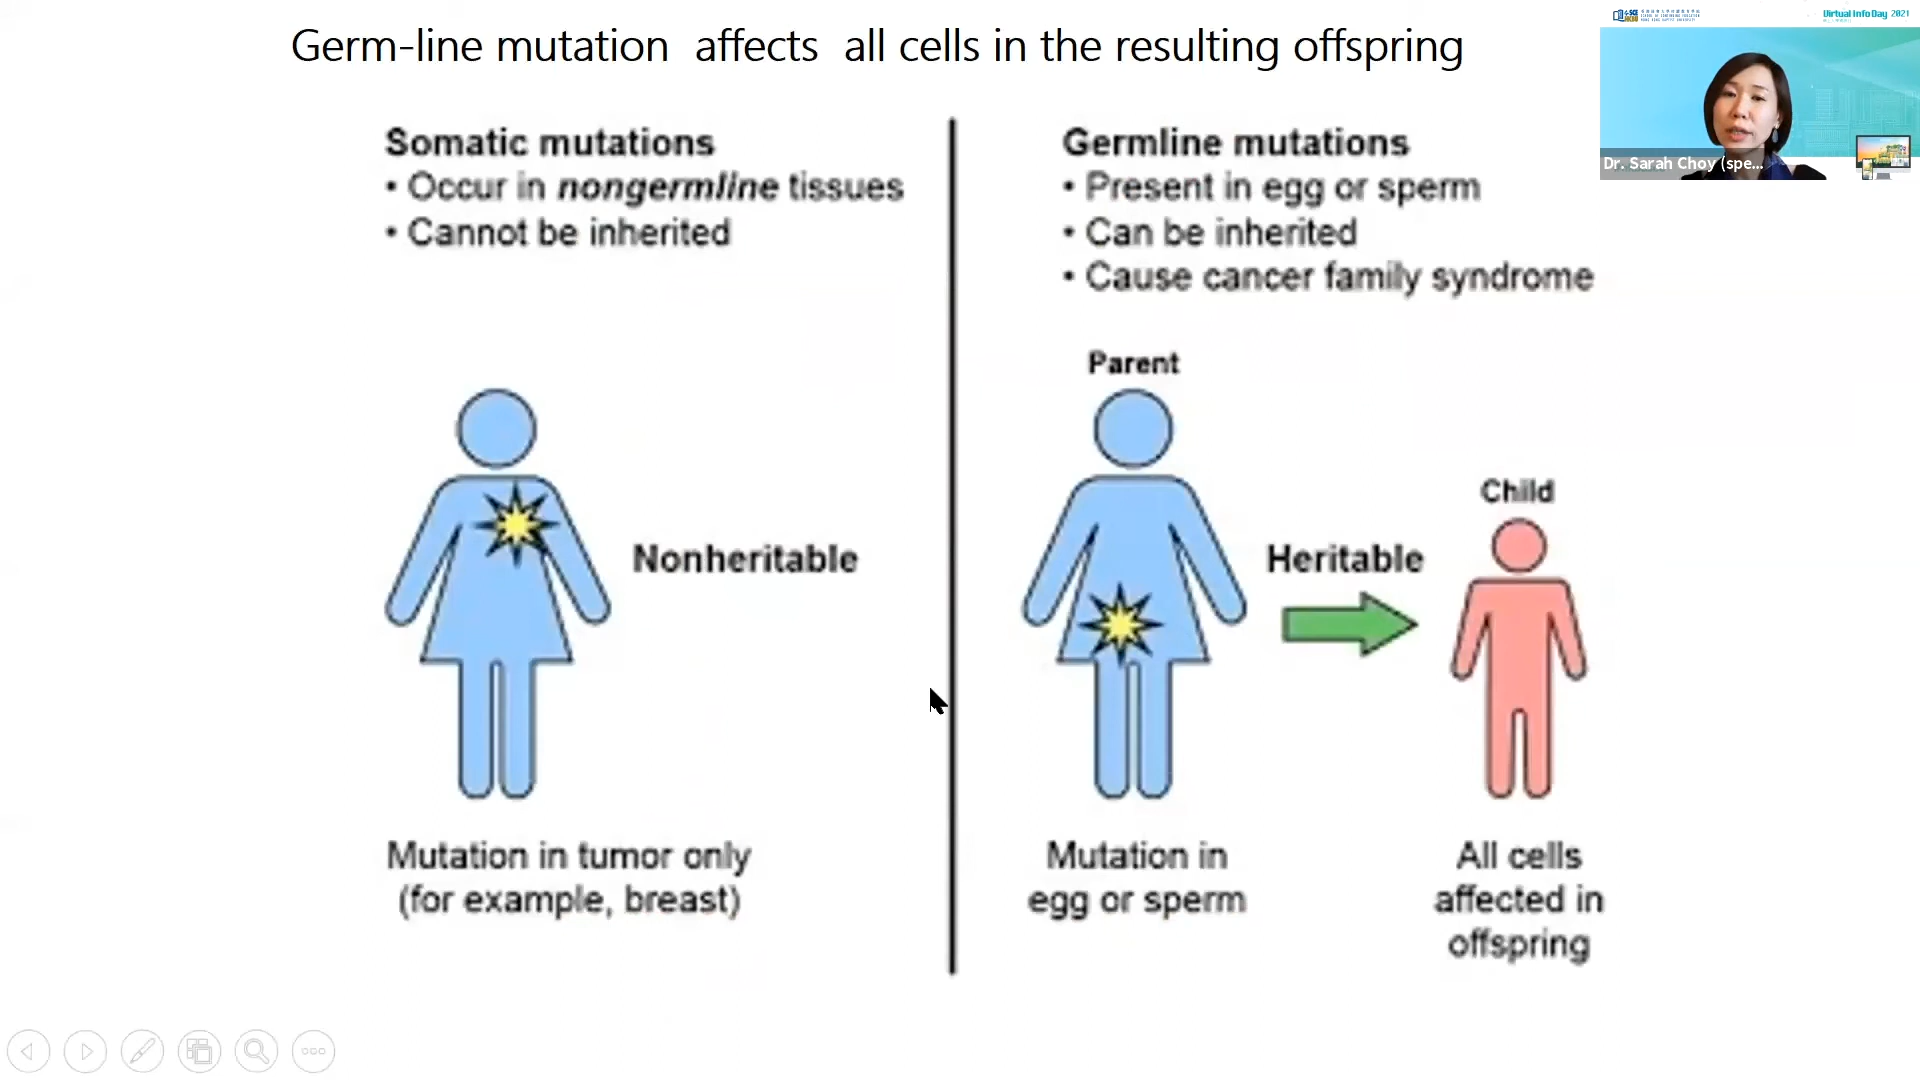 Germ-line mutation affects all cells in the resulting offspring
Virtual Info Day 2021
Dr. Sarah Choy (spe...
Somatic mutations
• Occur in nongermline tissues
• Cannot be inherited
Nonheritable
Mutation in tumor only
(for example, breast)
Germline mutations
• Present in egg or sperm
• Can be inherited
• Cause cancer family syndrome
Parent
Heritable
Child
Mutation in
egg or sperm
All cells
affected in
offspring